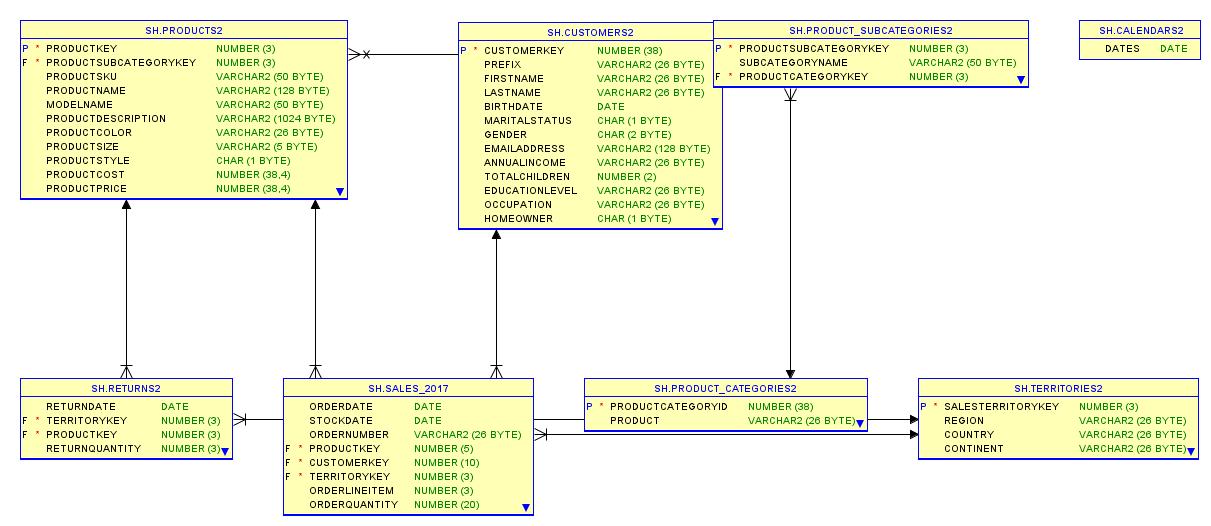 SH.PRODUCTS2
P * PRODUCTKEY NUMBER (3)
F * PRODUCTSUBCATEGORYKEY NUMBER (3)
PRODUCTSKU VARCHAR2 (50 BYTE)
PRODUCTNAME VARCHAR2 (128 BYTE)
MODELNAME VARCHAR2 (50 BYTE)
PRODUCTDESCRIPTION VARCHAR2 (1024 BYTE)
PRODUCTCOLOR VARCHAR2 (26 BYTE)
PRODUCTSIZE VARCHAR2 (5 BYTE)
PRODUCTSTYLE CHAR (1 BYTE)
PRODUCTCOST NUMBER (38,4)
PRODUCTPRICE NUMBER (38,4)
SH.CUSTOMERS2
P * CUSTOMERKEY NUMBER (38)
PREFIX VARCHAR2 (26 BYTE)
FIRSTNAME VARCHAR2 (26 BYTE)
LASTNAME VARCHAR2 (26 BYTE)
BIRTHDATE DATE
MARITALSTATUS CHAR (1 BYTE)
GENDER CHAR (2 BYTE)
EMAILADDRESS VARCHAR2 (128 BYTE)
ANNUALINCOME VARCHAR2 (26 BYTE)
TOTALCHILDREN NUMBER (2)
EDUCATIONLEVEL VARCHAR2 (26 BYTE)
OCCUPATION VARCHAR2 (26 BYTE)
HOMEOWNER CHAR (1 BYTE)
SH.PRODUCT_SUBCATEGORIES2
P * PRODUCTSUBCATEGORYKEY NUMBER (3)
SUBCATEGORYNAME VARCHAR2 (50 BYTE)
F * PRODUCTCATEGORYKEY NUMBER (3)
SH.CALENDARS2
DATES DATE
SH.RETURNS2
RETURNDATE DATE
F * TERRITORYKEY NUMBER (3)
F * PRODUCTKEY NUMBER (3)
RETURNQUANTITY NUMBER (3)
SH.SALES_2017
ORDERDATE DATE
STOCKDATE DATE
ORDERNUMBER VARCHAR2 (26 BYTE)
F * PRODUCTKEY NUMBER (5)
F * CUSTOMERKEY NUMBER (10)
F * TERRITORYKEY NUMBER (3)
ORDERLINEITEM NUMBER (3)
ORDERQUANTITY NUMBER (20)
SH.PRODUCT_CATEGORIES2
P * PRODUCTCATEGORYID NUMBER (38)
PRODUCT VARCHAR2 (26 BYTE)
SH.TERRITORIES2
P * SALESTERRITORYKEY NUMBER (3)
REGION VARCHAR2 (26 BYTE)
COUNTRY VARCHAR2 (26 BYTE)
CONTINENT VARCHAR2 (26 BYTE)